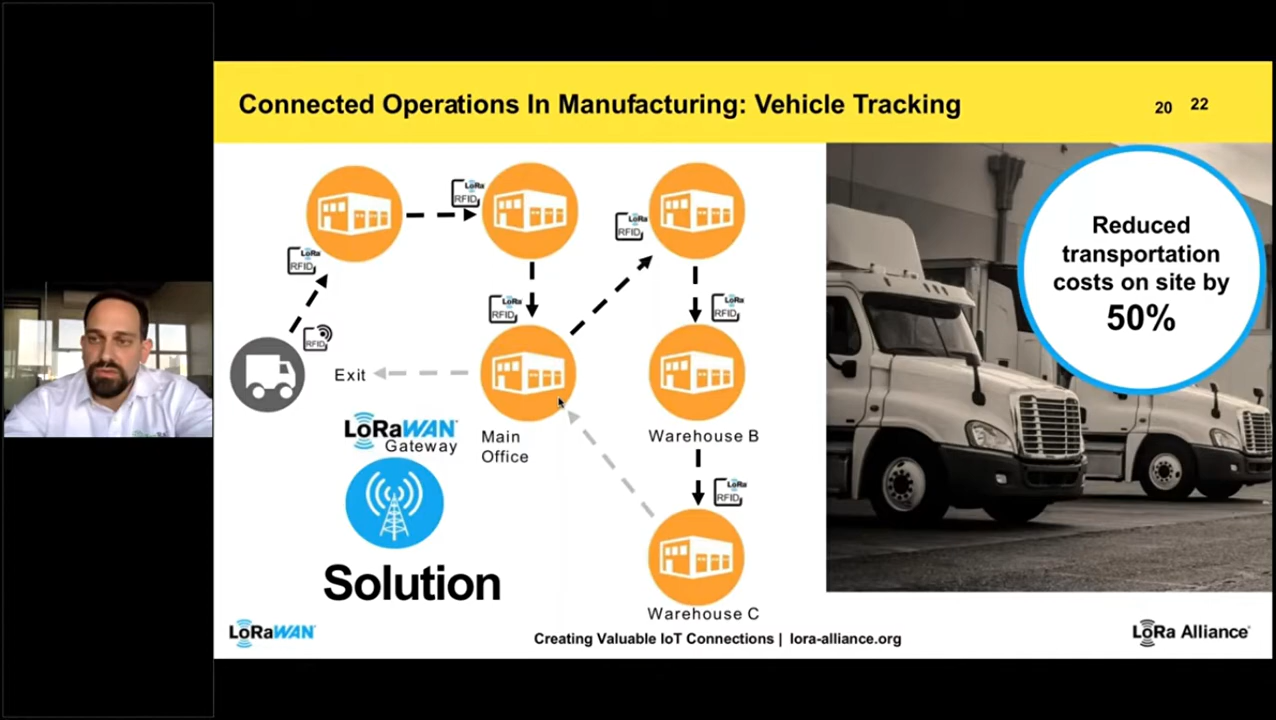 Connected Operations In Manufacturing: Vehicle Tracking
20 22
LoRa
RFID
LoRa
RFID
LoRa
RFID
LoRa
RFID
LoRa
RFID
RFID
Exit
LoRaWAN
Gateway
Main
Office
Warehouse B
LoRa
RFID
Warehouse C
Solution
Reduced
transportation
costs on site by
50%
LoRaWAN
Creating Valuable IoT Connections | lora-alliance.org
LoRa Alliance